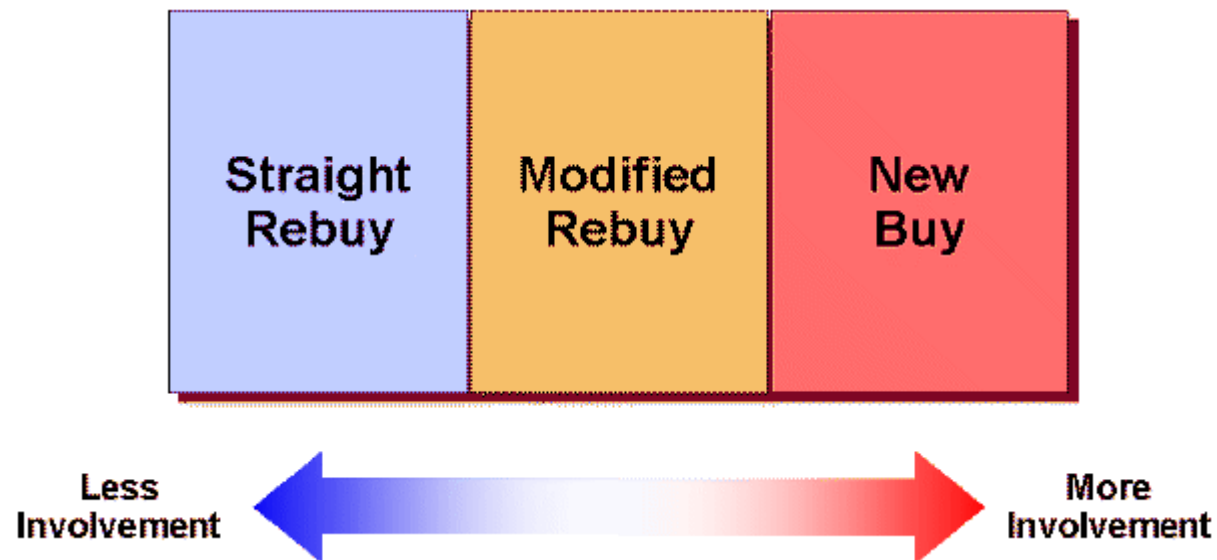 Straight
Rebuy
Modified
Rebuy
New
Buy
Less
Involvement
More
Involvement